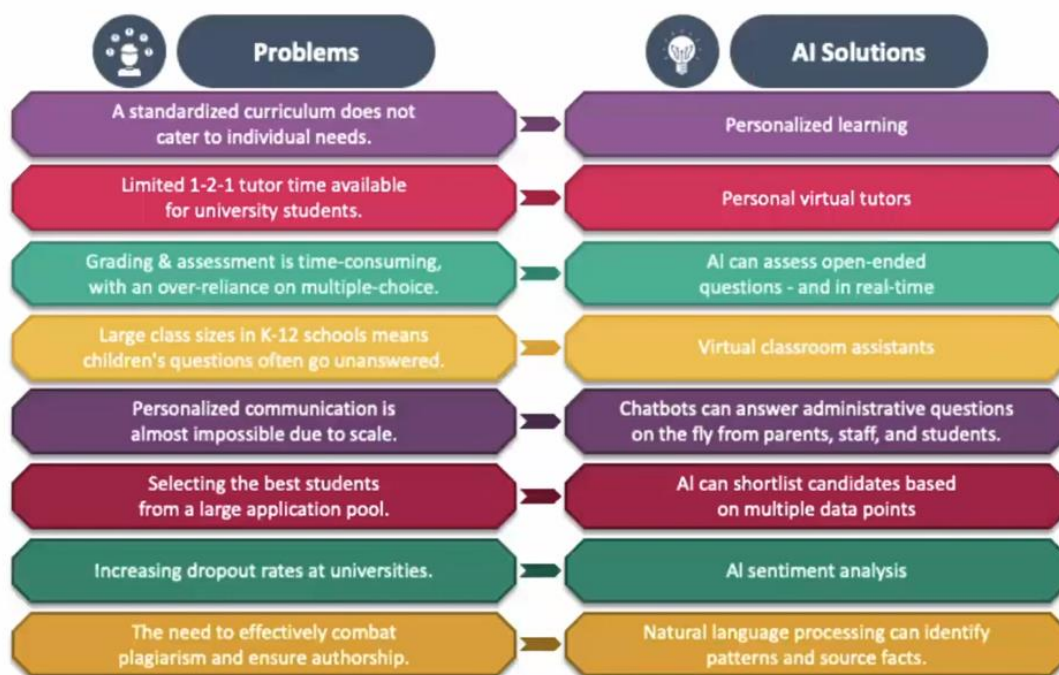 Problems
AI Solutions
A standardized curriculum does not
cater to individual needs.
Personalized learning
Limited 1-2-1 tutor time available
for university students.
Personal virtual tutors
Grading & assessment is time-consuming,
with an over-reliance on multiple-choice.
AI can assess open-ended
questions - and in real-time
Large class sizes in K-12 schools means
children's questions often go unanswered.
Virtual classroom assistants
Personalized communication is
almost impossible due to scale.
Chatbots can answer administrative questions
on the fly from parents, staff, and students.
Selecting the best students
from a large application pool.
AI can shortlist candidates based
on multiple data points
Increasing dropout rates at universities.
AI sentiment analysis
The need to effectively combat
plagiarism and ensure authorship.
Natural language processing can identify
patterns and source facts.